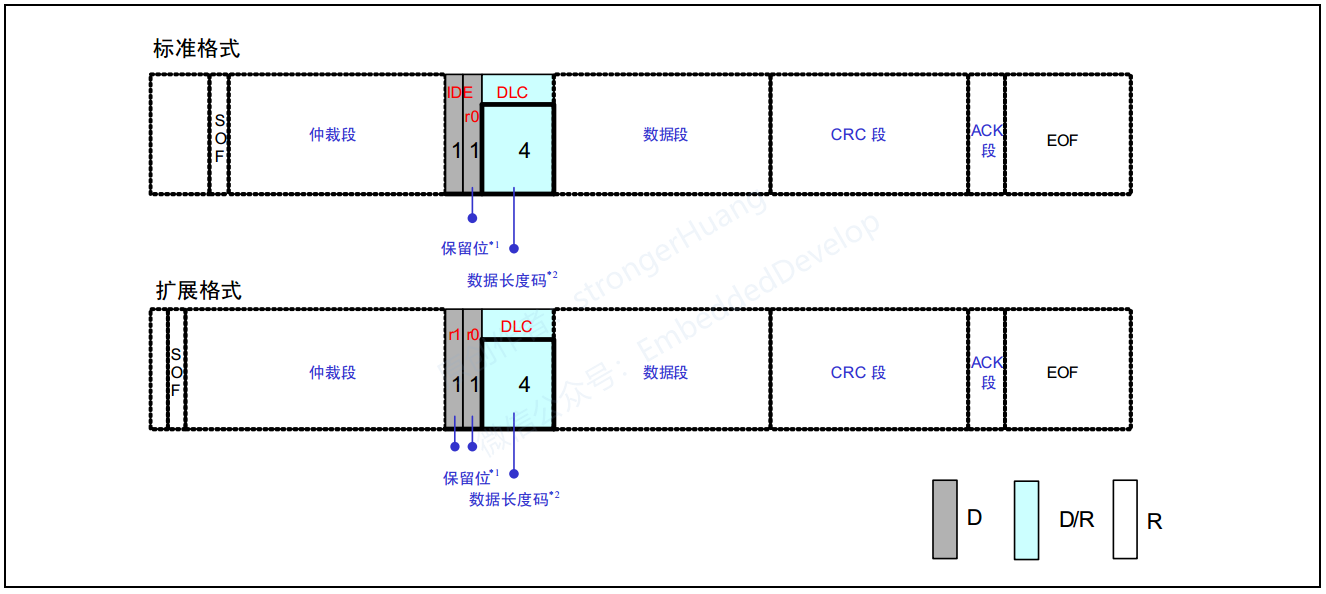 标准格式
SOF
仲裁段
IDE
r0
1
1
DLC
4
数据段
CRC 段
ACK
段
EOF
保留位*1
数据长度码*2
扩展格式
SOF
仲裁段
r1
r0
1
1
DLC
4
数据段
CRC 段
ACK
段
EOF
保留位*1
数据长度码*2
D
D/R
R
strongerHuang
微信公众号：EmbeddedDevelop